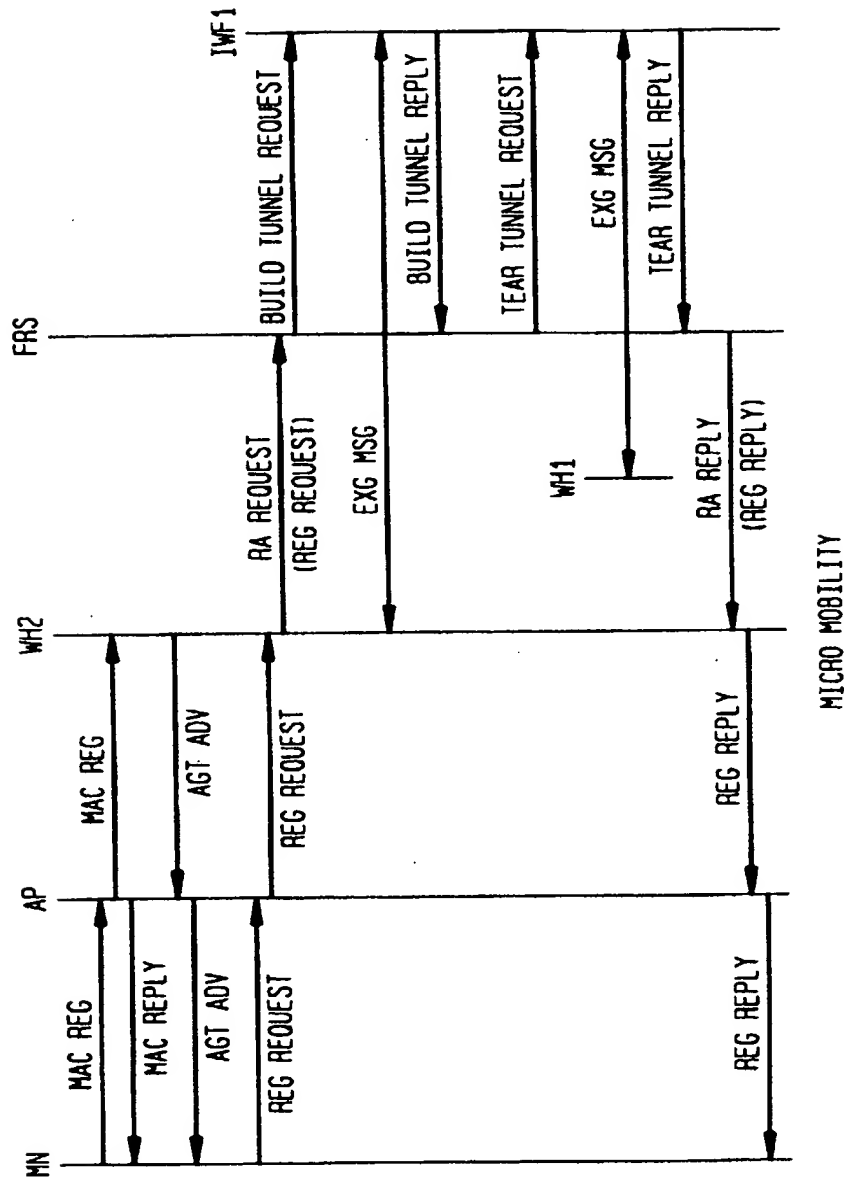 MN
AP
WH2
FRS
IWF1
MAC REG
MAC REG
MAC REPLY
AGT ADV
AGT ADV
REG REQUEST
REG REQUEST
RA REQUEST
(REG REQUEST)
BUILD TUNNEL REQUEST
EXG MSG
BUILD TUNNEL REPLY
TEAR TUNNEL REQUEST
WH1
EXG MSG
TEAR TUNNEL REPLY
RA REPLY
(REG REPLY)
REG REPLY
REG REPLY
MICRO MOBILITY